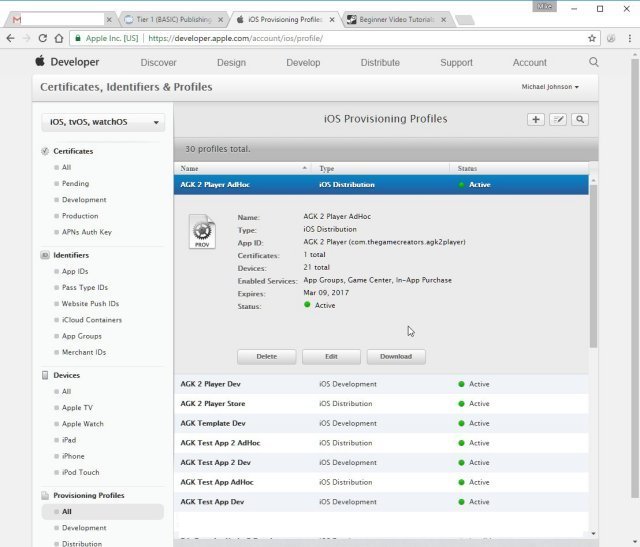 Mike
Tier 1 (BASIC) Publishing
iOS Provisioning Profiles
Beginner Video Tutorials
Apple Inc. [US] https://developer.apple.com/account/ios/profile/
Developer Discover Design Develop Distribute Support Account
Certificates, Identifiers & Profiles
Michael Johnson
iOS, tvOS, watchOS
iOS Provisioning Profiles
30 profiles total.
Name Type Status
AGK 2 Player AdHoc iOS Distribution Active
PROV
Name: AGK 2 Player AdHoc
Type: iOS Distribution
App ID: AGK 2 Player (com.thegamecreators.agk2player)
Certificates: 1 total
Devices: 21 total
Enabled Services: App Groups, Game Center, In-App Purchase
Expires: Mar 09, 2017
Status: Active
Delete Edit Download
AGK 2 Player Dev iOS Development Active
AGK 2 Player Store iOS Distribution Active
AGK Template Dev iOS Development Active
AGK Test App 2 AdHoc iOS Distribution Active
AGK Test App 2 Dev iOS Development Active
AGK Test App AdHoc iOS Distribution Active
AGK Test App Dev iOS Development Active
Certificates
All
Pending
Development
Production
APNs Auth Key
Identifiers
App IDs
Pass Type IDs
Website Push IDs
iCloud Containers
App Groups
Merchant IDs
Devices
All
Apple TV
Apple Watch
iPad
iPhone
iPod Touch
Provisioning Profiles
All
Development
Distribution